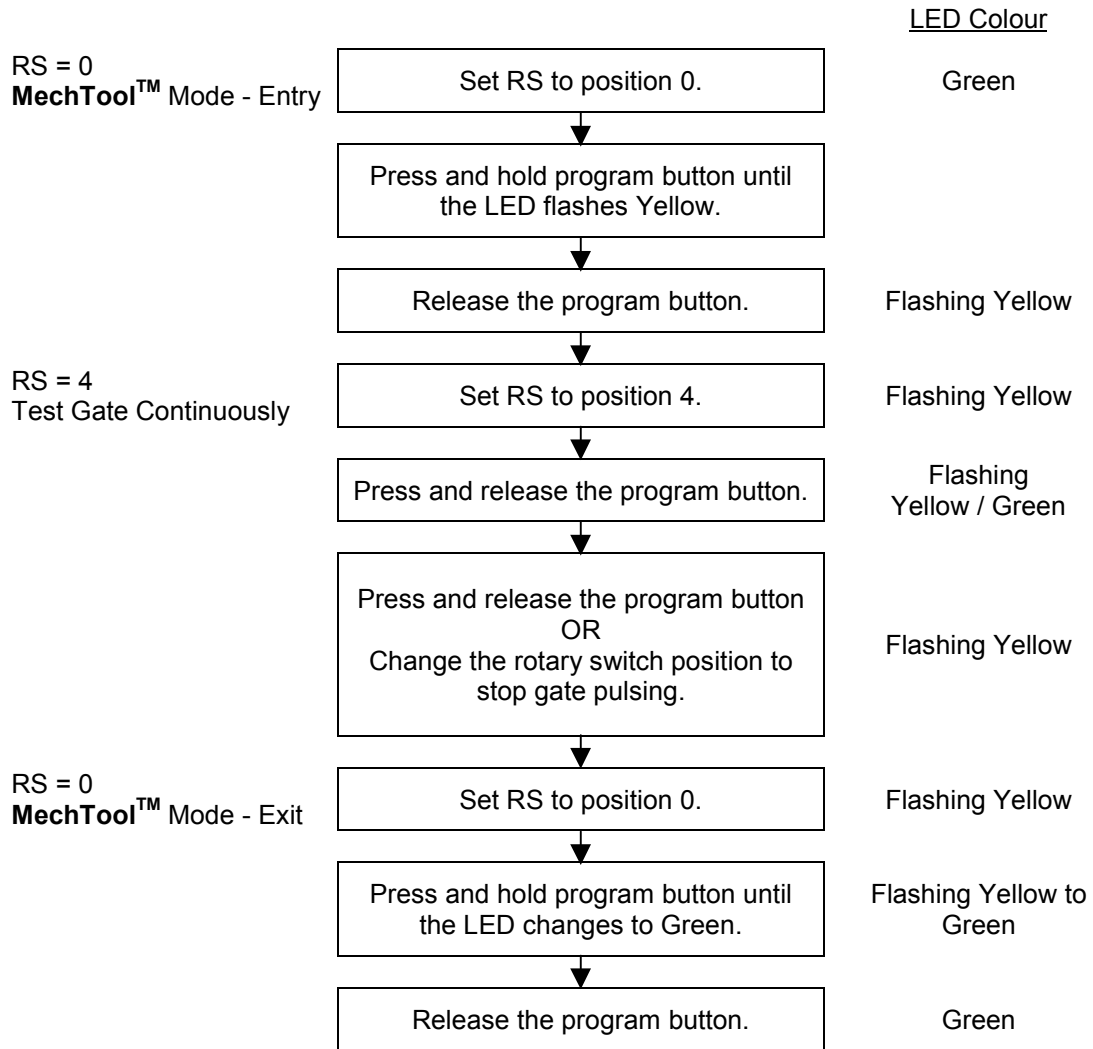 LED Colour
RS = 0
MechTool™ Mode - Entry
Set RS to position 0.
Green
Press and hold program button until
the LED flashes Yellow.
Release the program button.
Flashing Yellow
RS = 4
Test Gate Continuously
Set RS to position 4.
Flashing Yellow
Press and release the program button.
Flashing
Yellow / Green
Press and release the program button
OR
Change the rotary switch position to
stop gate pulsing.
Flashing Yellow
RS = 0
MechTool™ Mode - Exit
Set RS to position 0.
Flashing Yellow
Press and hold program button until
the LED changes to Green.
Flashing Yellow to
Green
Release the program button.
Green